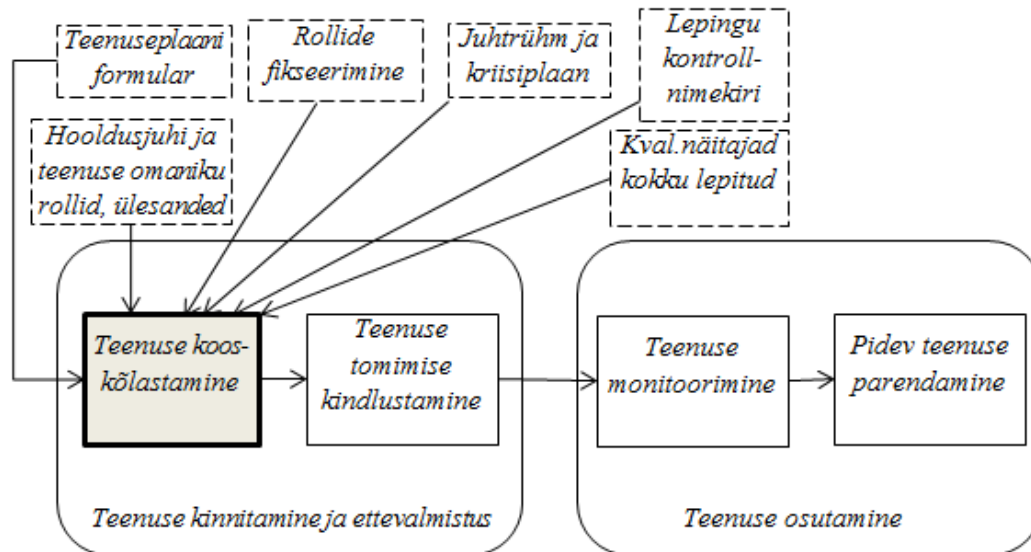 Teenuseplaani
formular
Rollide
fikseerimine
Juhtrühm ja
kriisiplaan
Lepingu
kontroll-
nimekiri
Hooldusjuhi ja
teenuse omaniku
rollid, ülesanded
Kval.näitajad
kokku lepitud
Teenuse koos-
kõlastamine
Teenuse
tomimise
kindlustamine
Teenuse
monitoorimine
Pidev teenuse
parendamine
Teenuse kinnitamine ja ettevalmistus
Teenuse osutamine